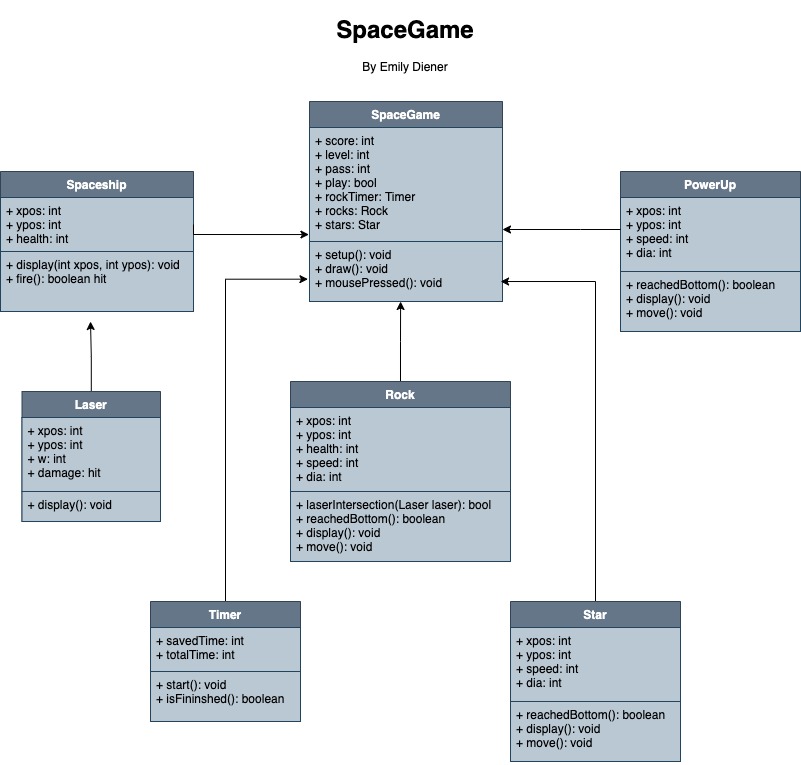 SpaceGame
By Emily Diener
SpaceGame
+ score: int
+ level: int
+ pass: int
+ play: bool
+ rockTimer: Timer
+ rocks: Rock
+ stars: Star
+ setup(): void
+ draw(): void
+ mousePressed(): void
Spaceship
+ xpos: int
+ ypos: int
+ health: int
+ display(int xpos, int ypos): void
+ fire(): boolean hit
PowerUp
+ xpos: int
+ ypos: int
+ speed: int
+ dia: int
+ reachedBottom(): boolean
+ display(): void
+ move(): void
Laser
+ xpos: int
+ ypos: int
+ w: int
+ damage: hit
+ display(): void
Rock
+ xpos: int
+ ypos: int
+ health: int
+ speed: int
+ dia: int
+ laserIntersection(Laser laser): bool
+ reachedBottom(): boolean
+ display(): void
+ move(): void
Timer
+ savedTime: int
+ totalTime: int
+ start(): void
+ isFininshed(): boolean
Star
+ xpos: int
+ ypos: int
+ speed: int
+ dia: int
+ reachedBottom(): boolean
+ display(): void
+ move(): void